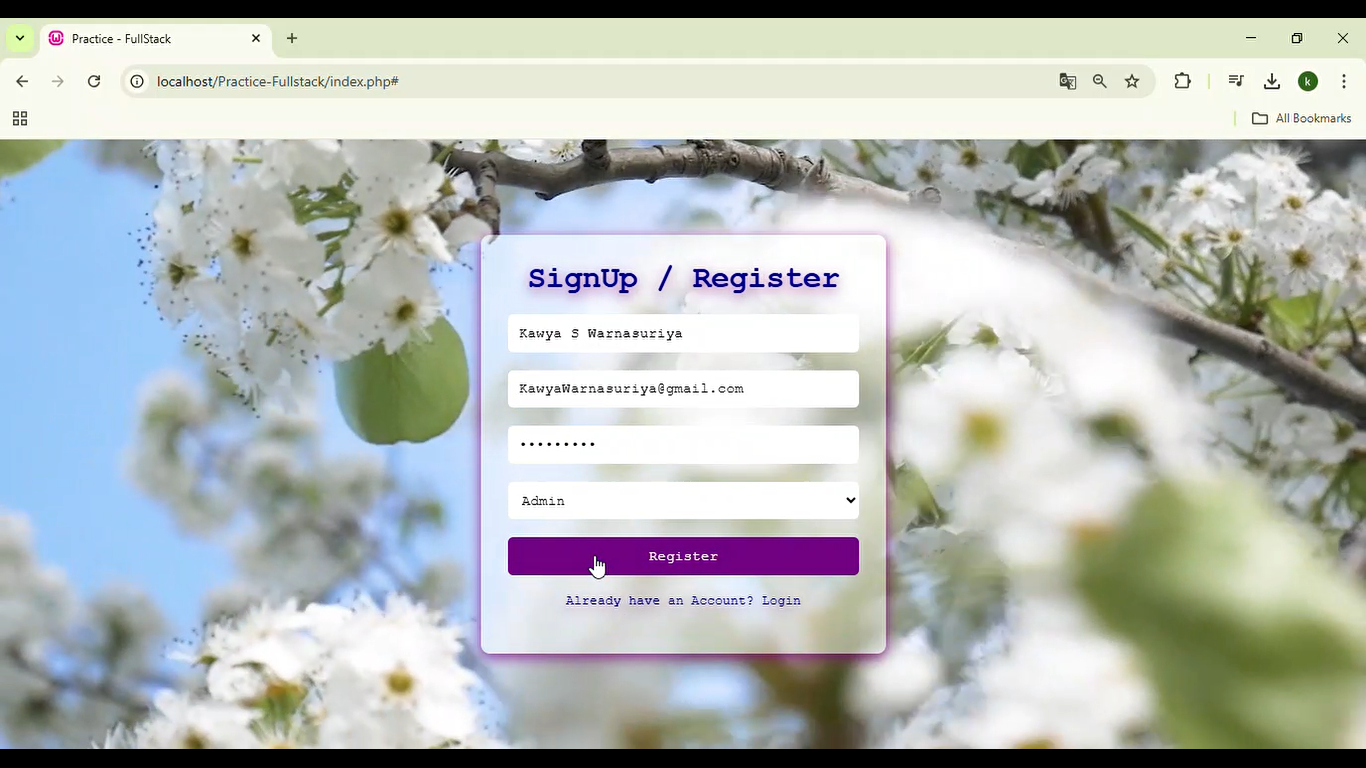 Practice - FullStack
localhost/Practice-Fullstack/index.php#
k
All Bookmarks
SignUp / Register
Kawya S Warnasuriya
KawyaWarnasuriya@gmail.com
•••••••••
Admin
Register
Already have an Account? Login